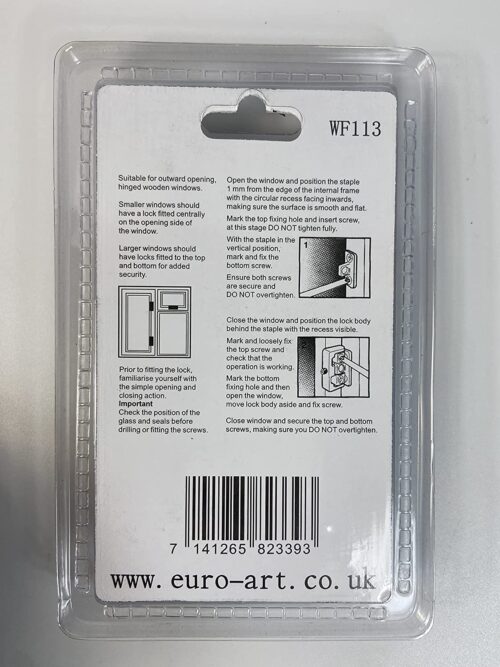 WF113
Suitable for outward opening,
hinged wooden windows.
Smaller windows should
have a lock fitted centrally
on the opening side of
the window.
Larger windows should
have locks fitted to the top
and bottom for added
security.
Prior to fitting the lock,
familiarise yourself with
the simple opening and
closing action.
Important
Check the position of the
glass and seals before
drilling or fitting the screws.
Open the window and position the staple
1 mm from the edge of the internal frame
with the circular recess facing inwards,
making sure the surface is smooth and flat.
Mark the top fixing hole and insert screw,
at this stage DO NOT tighten fully.
With the staple in the
vertical position,
mark and fix the
bottom screw.
Ensure both screws
are secure and
DO NOT overtighten.
1
Close the window and position the lock body
behind the staple with the recess visible.
Mark and loosely fix
the top screw and
check that the
operation is working.
Mark the bottom
fixing hole and then
open the window,
move lock body aside and fix screw.
Close window and secure the top and bottom
screws, making sure you DO NOT overtighten.
7 141265 823393
www.euro-art.co.uk